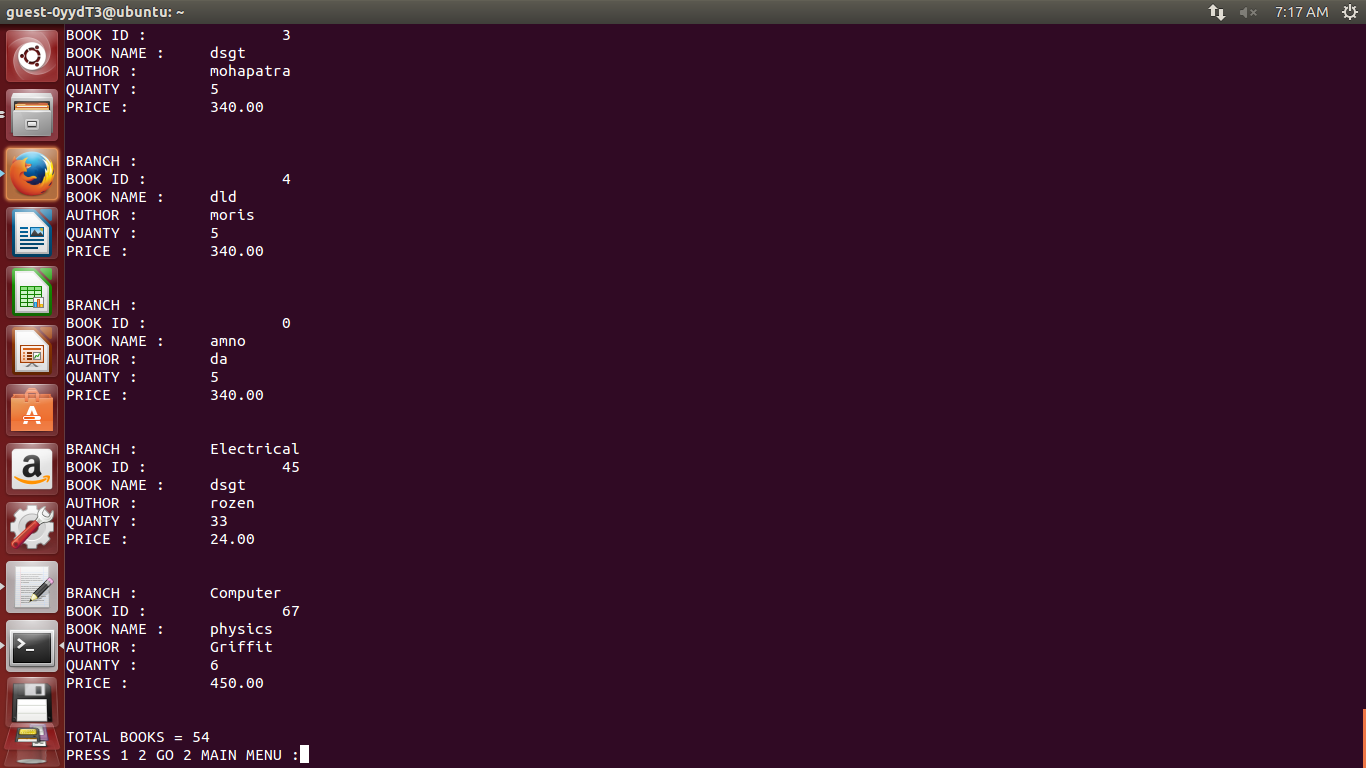 guest-0yydT3@ubuntu: ~
7:17 AM
BOOK ID : 3
BOOK NAME : dsgt
AUTHOR : mohapatra
QUANTY : 5
PRICE : 340.00
BRANCH :
BOOK ID : 4
BOOK NAME : dld
AUTHOR : moris
QUANTY : 5
PRICE : 340.00
BRANCH :
BOOK ID : 0
BOOK NAME : amno
AUTHOR : da
QUANTY : 5
PRICE : 340.00
BRANCH : Electrical
BOOK ID : 45
BOOK NAME : dsgt
AUTHOR : rozen
QUANTY : 33
PRICE : 24.00
BRANCH : Computer
BOOK ID : 67
BOOK NAME : physics
AUTHOR : Griffit
QUANTY : 6
PRICE : 450.00
TOTAL BOOKS = 54
PRESS 1 2 GO 2 MAIN MENU :